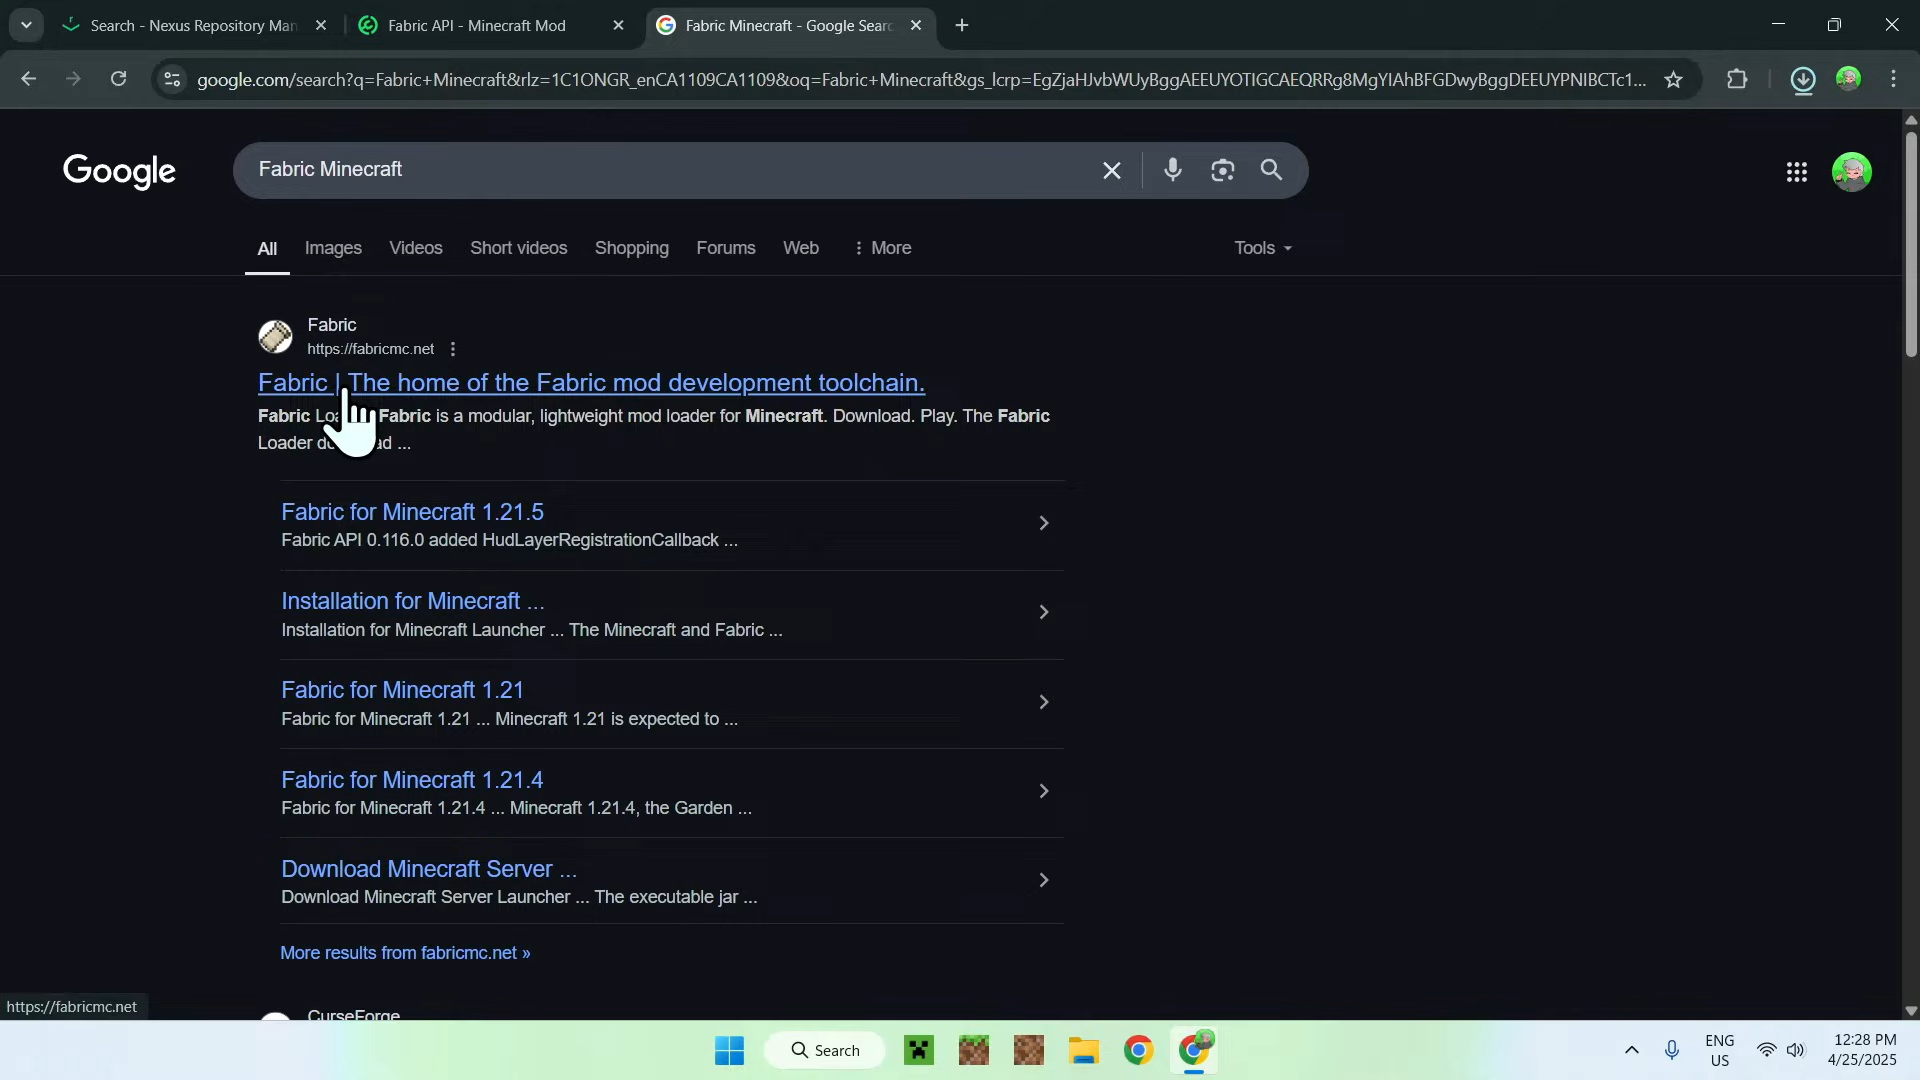 Search - Nexus Repository Man
Fabric API - Minecraft Mod
Fabric Minecraft - Google Sear
google.com/search?q=Fabric+Minecraft&rlz=1C1ONGR_enCA1109CA1109&oq=Fabric+Minecraft&gs_lcrp=EgZjaHJvbWUyBggAEEUYOTIGCAEQRRg8MgYIAhBFGDwyBggDEEUYPNIBCTc1...
Google
Fabric Minecraft
All Images Videos Short videos Shopping Forums Web More Tools
Fabric
https://fabricmc.net
Fabric | The home of the Fabric mod development toolchain.
Fabric Fabric is a modular, lightweight mod loader for Minecraft. Download. Play. The Fabric
Loader ...
Fabric for Minecraft 1.21.5
Fabric API 0.116.0 added HudLayerRegistrationCallback ...
Installation for Minecraft ...
Installation for Minecraft Launcher ... The Minecraft and Fabric ...
Fabric for Minecraft 1.21
Fabric for Minecraft 1.21 ... Minecraft 1.21 is expected to ...
Fabric for Minecraft 1.21.4
Fabric for Minecraft 1.21.4 ... Minecraft 1.21.4, the Garden ...
Download Minecraft Server ...
Download Minecraft Server Launcher ... The executable jar ...
More results from fabricmc.net »
https://fabricmc.net
CurseForge
Search
ENG
US
12:28 PM
4/25/2025